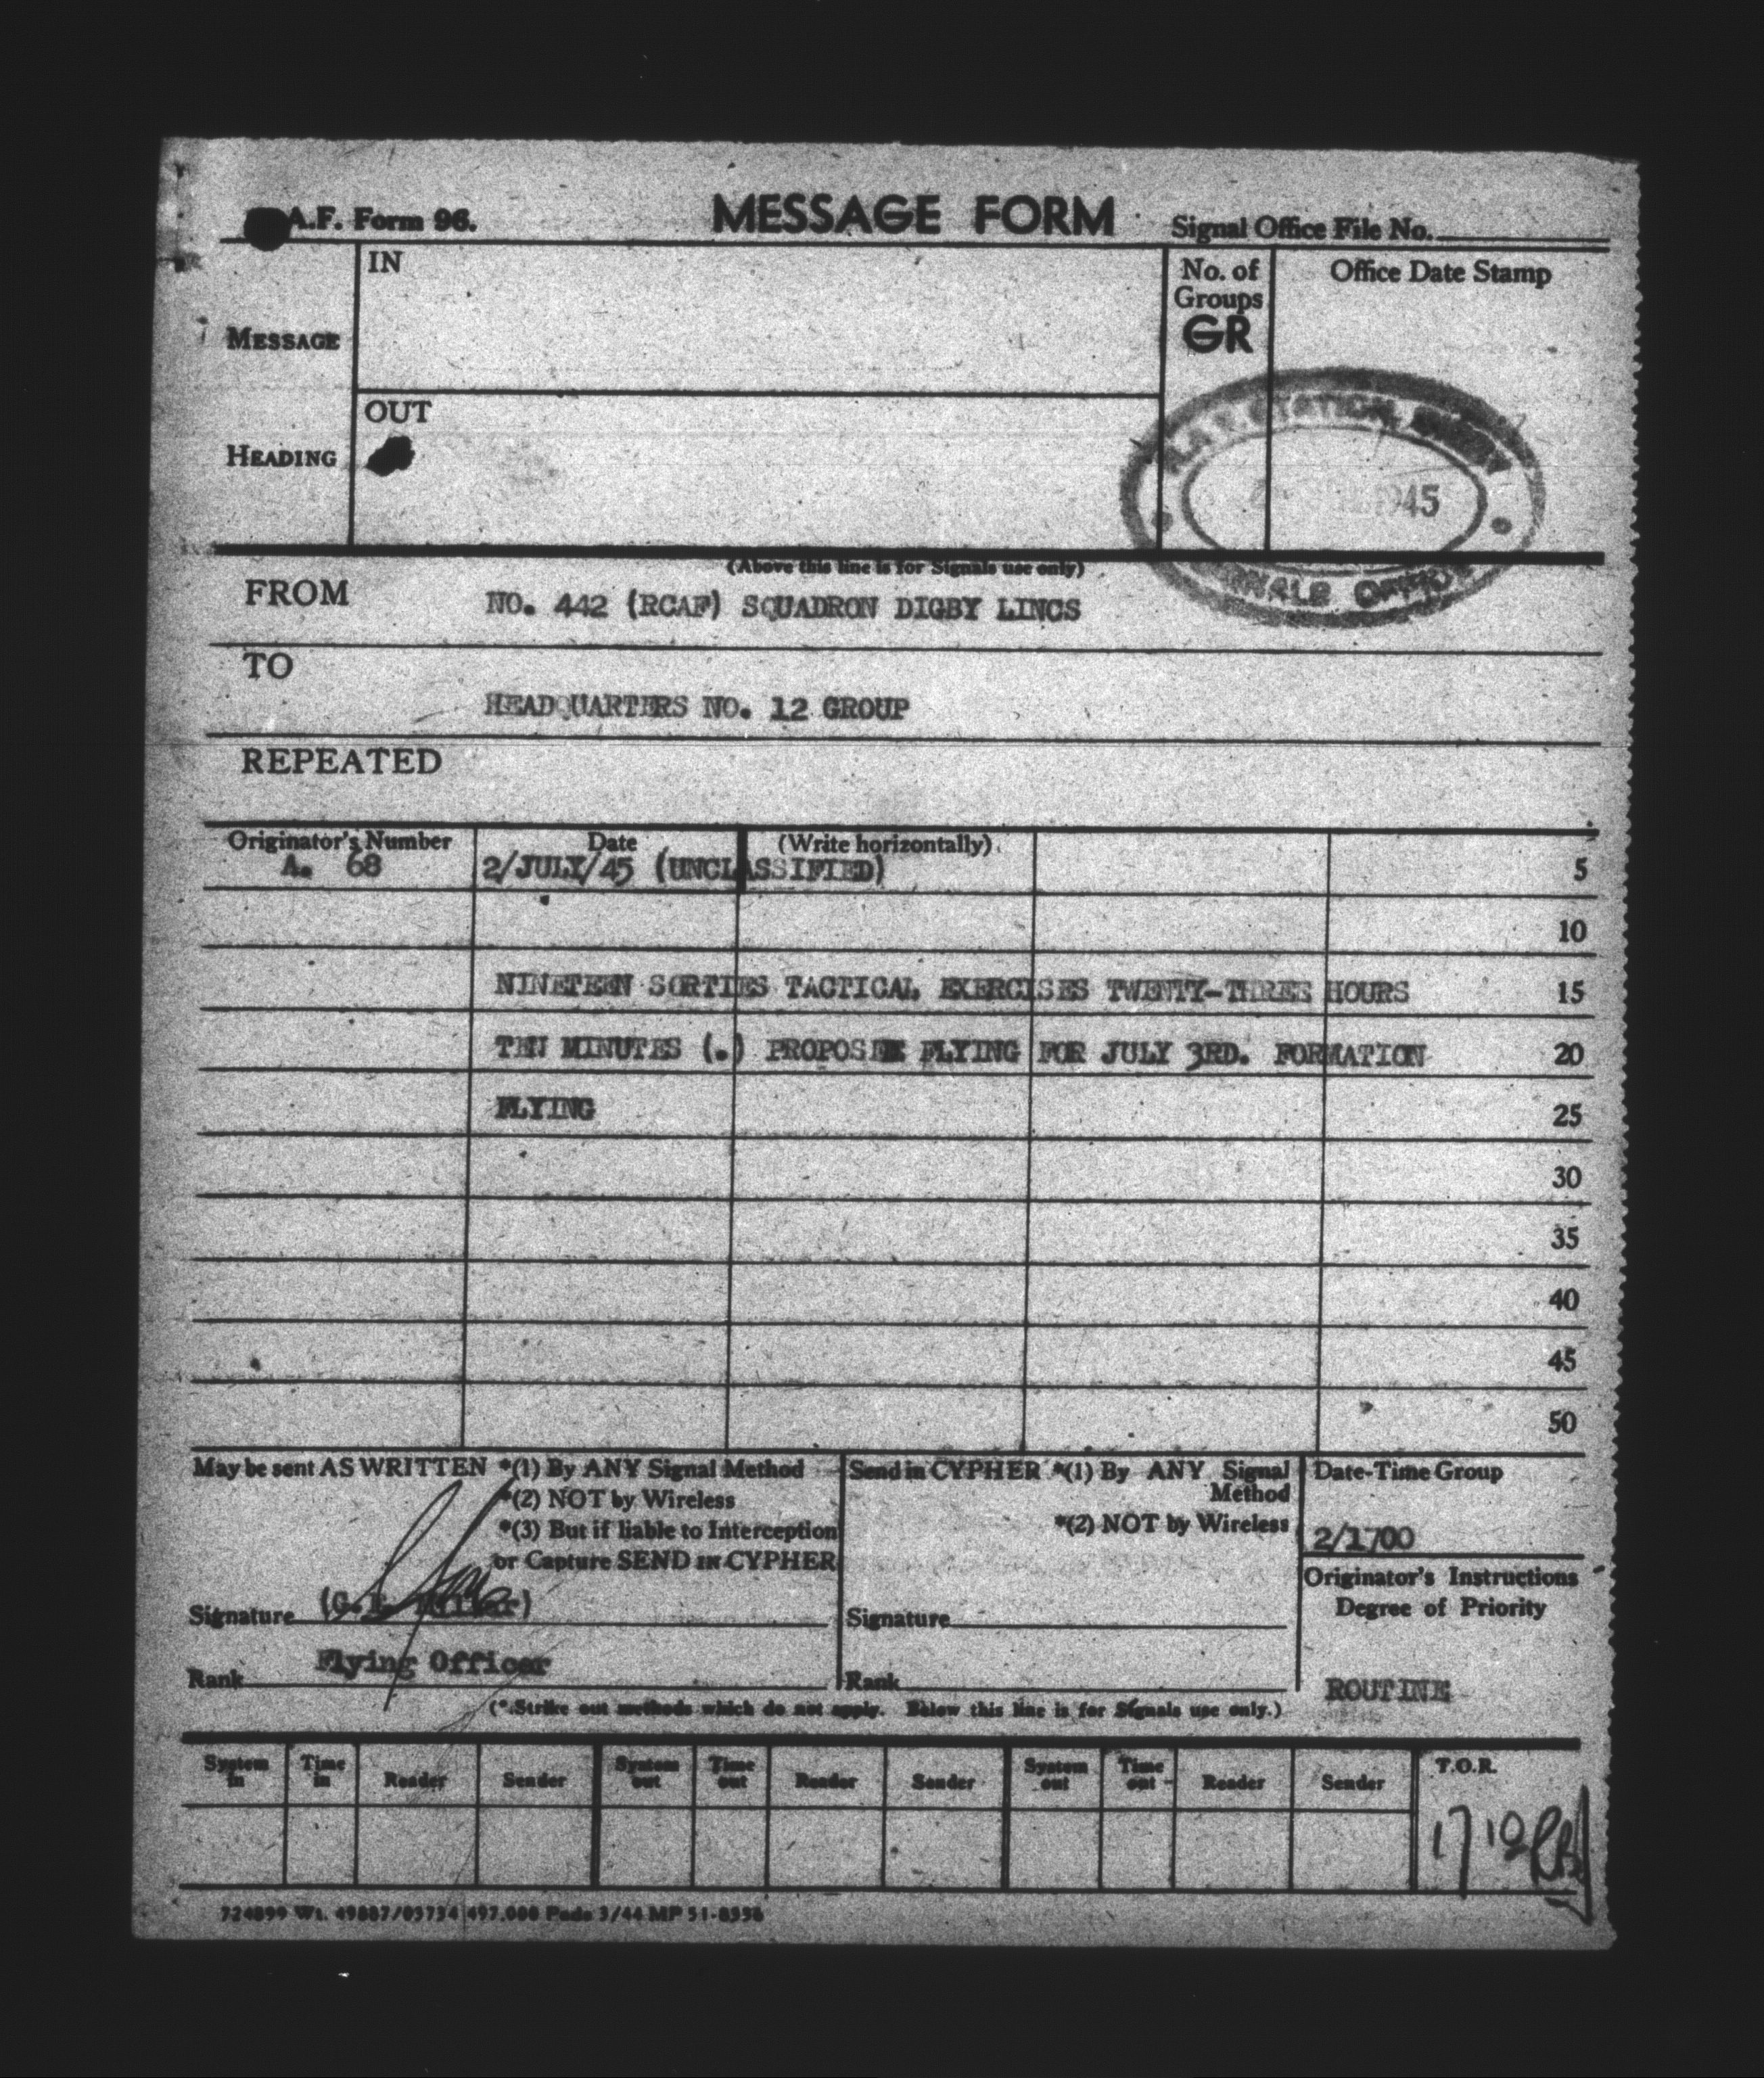 A.F. Form 96.
MESSAGE FORM
Signal Office File No.
MESSAGE
HEADING
IN
OUT
No. of
Groups
GR
Office Date Stamp
STATION
1945
OFFICE
(Above this line is for Signals use only)
FROM NO. 442 (RCAF) SQUADRON DIGBY LINCS
TO
HEADQUARTERS NO. 12 GROUP
REPEATED
Originator's Number Date (Write horizontally)
A. 68 2/JULY/45 (UNCLASSIFIED) 5
10
NINETEEN SORTIES TACTICAL EXERCISES TWENTY-THREE HOURS 15
TEN MINUTES (.) PROPOSE FLYING FOR JULY 3RD. FORMATION 20
FLYING 25
30
35
40
45
50
May be sent AS WRITTEN *(1) By ANY Signal Method
*(2) NOT by Wireless
*(3) But if liable to Interception
or Capture SEND IN CYPHER
Signature (G.
Rank Flying Officer
Send in CYPHER *(1) By ANY Signal
Method
*(2) NOT by Wireless
Signature
Rank
Date-Time Group
2/1700
Originator's Instructions
Degree of Priority
ROUTINE
(*Strike out methods which do not apply. Below this line is for Signals use only.)
System in Time in Reader Sender System out Time out Reader Sender System out Time out Reader Sender T.O.R.